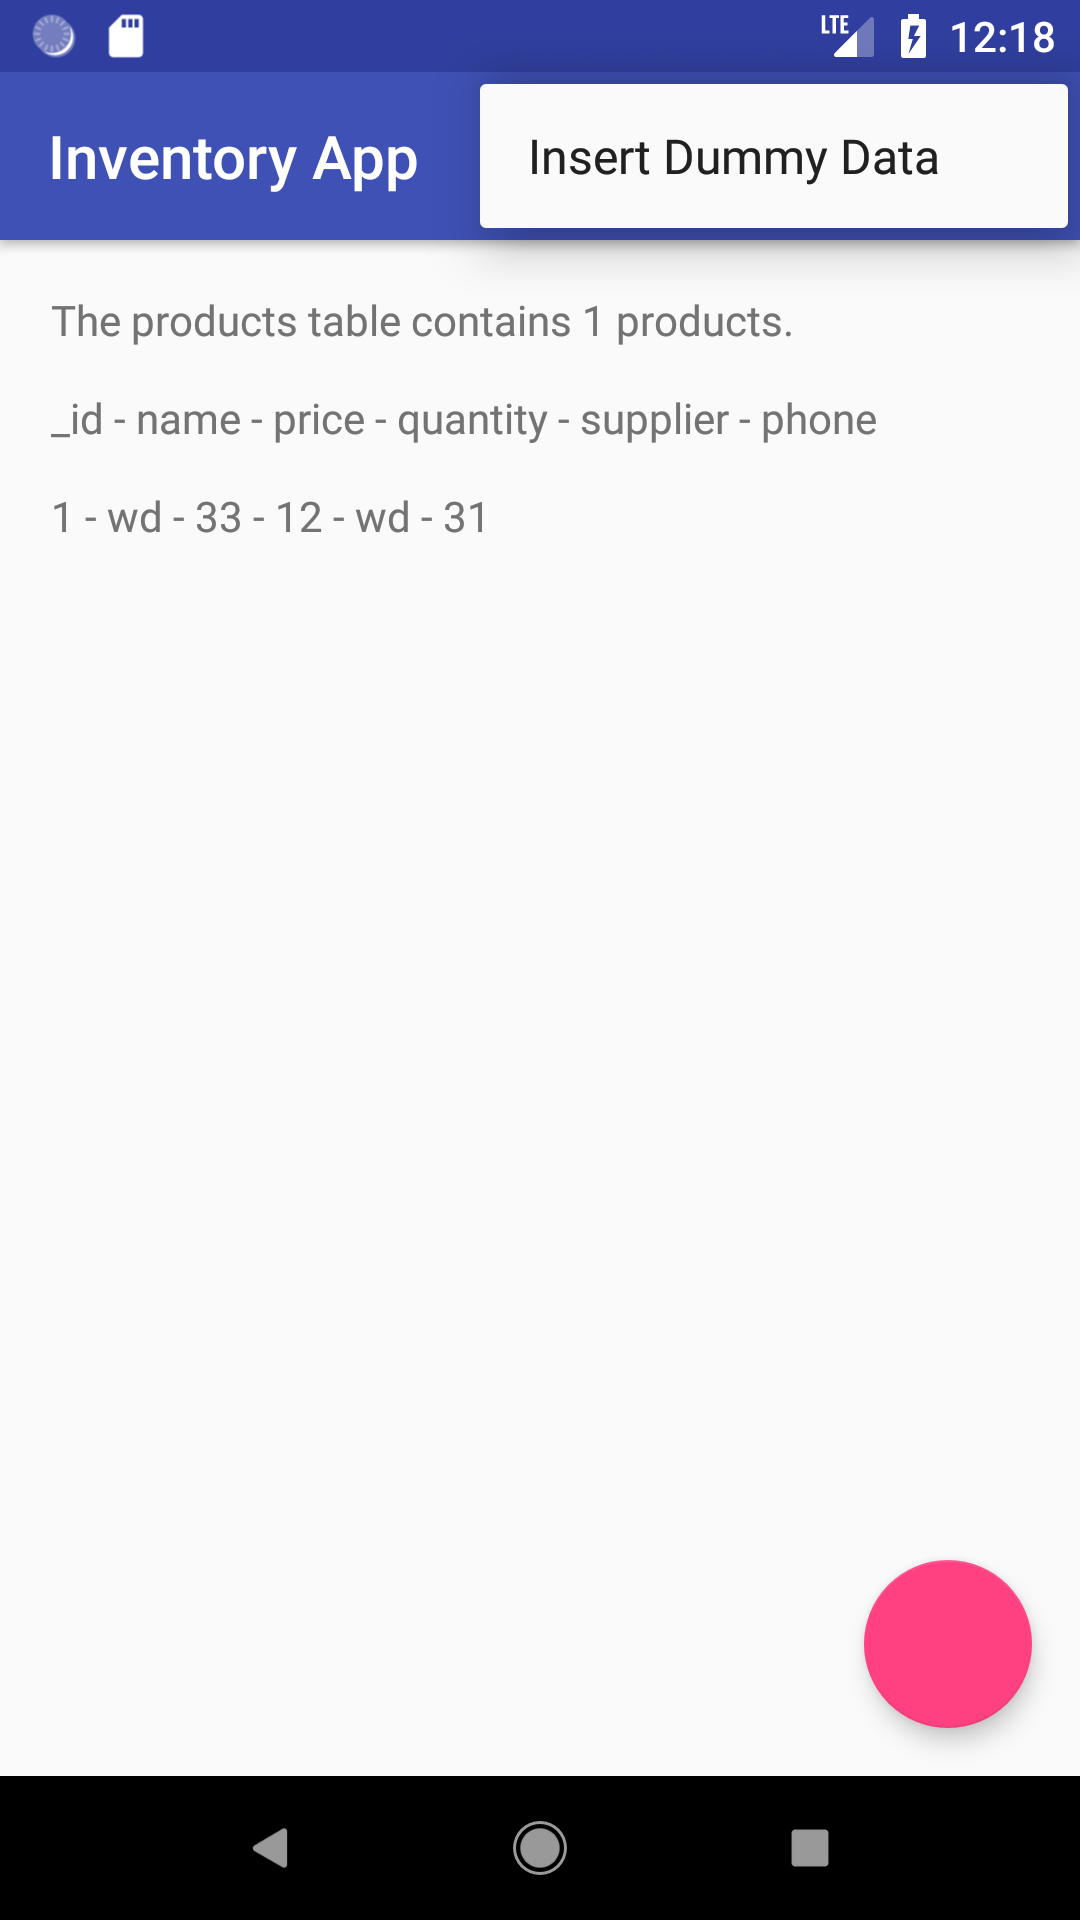 LTE 12:18
Inventory App
Insert Dummy Data
The products table contains 1 products.
_id - name - price - quantity - supplier - phone
1 - wd - 33 - 12 - wd - 31